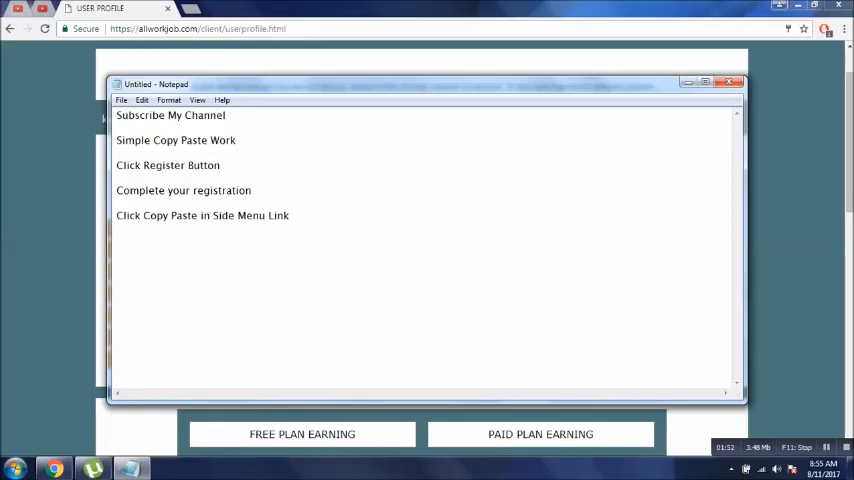 USER PROFILE
Secure
https://allworkjob.com/client/userprofile.html
Untitled - Notepad
File Edit Format View Help
Subscribe My Channel
Simple Copy Paste Work
Click Register Button
Complete your registration
Click Copy Paste in Side Menu Link
FREE PLAN EARNING
PAID PLAN EARNING
01:52 3.48 Mb F11: Stop
8:55 AM
8/11/2017